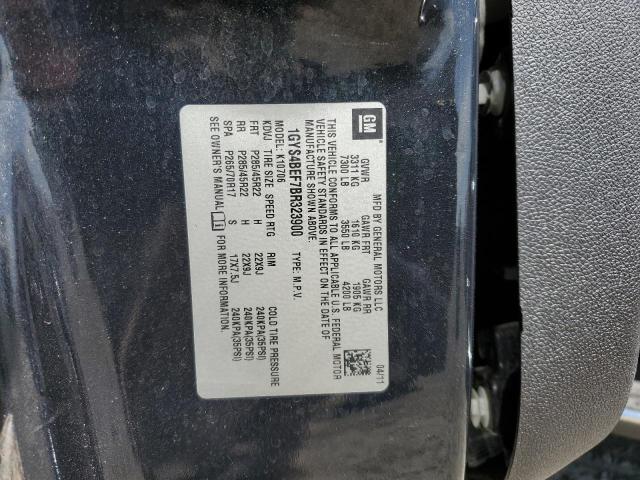 GM
MFD BY GENERAL MOTORS LLC
04/11
GVWR GAWR FRT GAWR RR
3311 KG 1610 KG 1905 KG
7300 LB 3550 LB 4200 LB
THIS VEHICLE CONFORMS TO ALL APPLICABLE U.S. FEDERAL MOTOR
VEHICLE SAFETY STANDARDS IN EFFECT ON THE DATE OF
MANUFACTURE SHOWN ABOVE.
1GYS4BEF7BR323900 TYPE: M.P.V.
MODEL: K10706
KDVJ TIRE SIZE SPEED RTG RIM COLD TIRE PRESSURE
FRT P285/45R22 H 22X9J 240KPA(35PSI)
RR P285/45R22 H 22X9J 240KPA(35PSI)
SPA P265/70R17 S 17X7.5J 240KPA(35PSI)
SEE OWNER'S MANUAL FOR MORE INFORMATION.